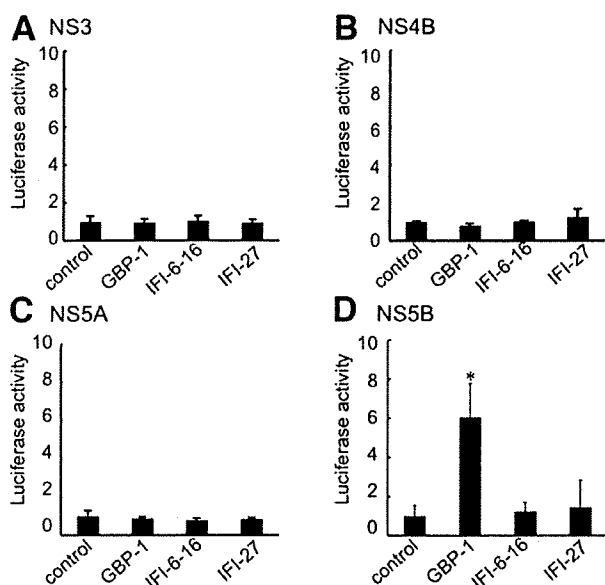 A NS3
Luciferase activity
10
8
6
4
2
0
control
GBP-1
IFI-6-16
IFI-27
B NS4B
Luciferase activity
10
8
6
4
2
0
control
GBP-1
IFI-6-16
IFI-27
C NS5A
Luciferase activity
10
8
6
4
2
0
control
GBP-1
IFI-6-16
IFI-27
D NS5B
Luciferase activity
10
8
6
4
2
0
*
control
GBP-1
IFI-6-16
IFI-27